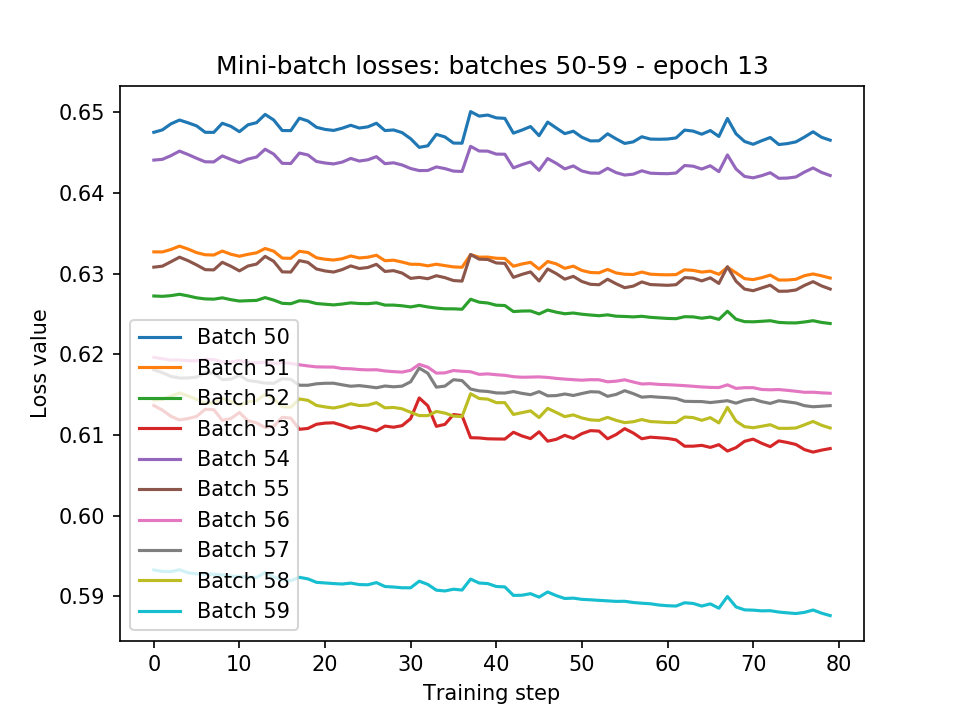 Mini-batch losses: batches 50-59 - epoch 13
Loss value
0.65
0.64
0.63
0.62
0.61
0.60
0.59
Batch 50
Batch 51
Batch 52
Batch 53
Batch 54
Batch 55
Batch 56
Batch 57
Batch 58
Batch 59
0 10 20 30 40 50 60 70 80
Training step